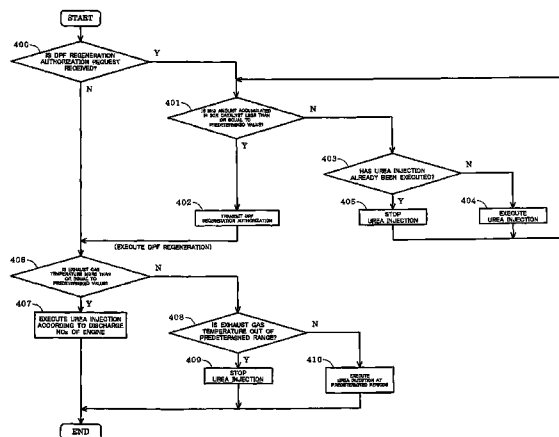 START
400
IS DPF REGENERATION
AUTHORIZATION REQUEST
RECEIVED?
Y
N
401
IS NH3 AMOUNT ACCUMULATED
IN SCR CATALYST LESS THAN
OR EQUAL TO
PREDETERMINED VALUE?
N
Y
403
HAS UREA INJECTION
ALREADY BEEN EXECUTED?
N
Y
402
TRANSMIT DPF
REGENERATION AUTHORIZATION
405
STOP
UREA INJECTION
404
EXECUTE
UREA INJECTION
(EXECUTE DPF REGENERATION)
406
IS EXHAUST GAS
TEMPERATURE MORE THAN
OR EQUAL TO
PREDETERMINED VALUE?
N
Y
407
EXECUTE UREA INJECTION
ACCORDING TO DISCHARGE
NOx OF ENGINE
408
IS EXHAUST GAS
TEMPERATURE OUT OF
PREDETERMINED RANGE?
N
Y
409
STOP
UREA INJECTION
410
EXECUTE
UREA INJECTION AT
PREDETERMINED PERIODS
END